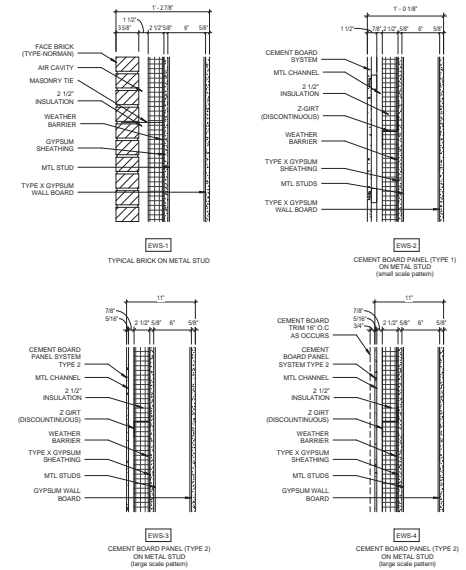 1' - 2 7/8"
1 1/2"
3 5/8"
2 1/2"
5/8"
6"
5/8"
FACE BRICK
(TYPE-NORMAN)
AIR CAVITY
MASONRY TIE
2 1/2"
INSULATION
WEATHER
BARRIER
GYPSUM
SHEATHING
MTL STUD
TYPE X GYPSUM
WALL BOARD
EWS-1
TYPICAL BRICK ON METAL STUD
1' - 0 1/8"
1 1/2"
7/8"
2 1/2"
5/8"
6"
5/8"
CEMENT BOARD
SYSTEM
MTL CHANNEL
2 1/2"
INSULATION
Z-GIRT
(DISCONTINUOUS)
WEATHER
BARRIER
TYPE X GYPSUM
SHEATHING
MTL STUDS
TYPE X GYPSUM
WALL BOARD
EWS-2
CEMENT BOARD PANEL (TYPE 1)
ON METAL STUD
(small scale pattern)
11"
7/8"
5/16"
2 1/2"
5/8"
6"
5/8"
CEMENT BOARD
PANEL SYSTEM
TYPE 2
MTL CHANNEL
2 1/2"
INSULATION
Z GIRT
(DISCOUNTINUOUS)
WEATHER
BARRIER
TYPE X GYPSUM
SHEATHING
MTL STUDS
GYPSUM WALL
BOARD
EWS-3
CEMENT BOARD PANEL (TYPE 2)
ON METAL STUD
(large scale pattern)
11"
7/8"
5/16"
3/4"
2 1/2"
5/8"
6"
5/8"
CEMENT BOARD
TRIM 16" O.C
AS OCCURS
CEMENT
BOARD PANEL
SYSTEM TYPE 2
MTL CHANNEL
2 1/2"
INSULATION
Z GIRT
(DISCONTINUOUS)
WEATHER
BARRIER
TYPE X GYPSUM
SHEATHING
MTL STUDS
GYPSUM WALL
BOARD
EWS-4
CEMENT BOARD PANEL (TYPE 2)
ON METAL STUD
(large scale pattern)